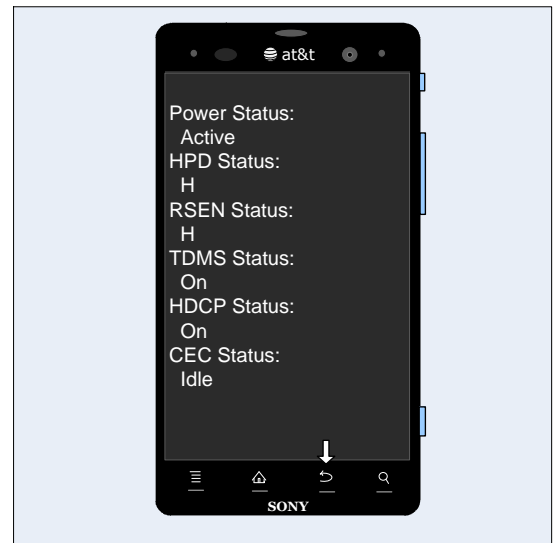 at&t
Power Status:
Active
HPD Status:
H
RSEN Status:
H
TDMS Status:
On
HDCP Status:
On
CEC Status:
Idle
SONY